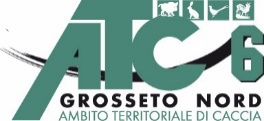 ATC 6
GROSSETO NORD
AMBITO TERRITORIALE DI CACCIA